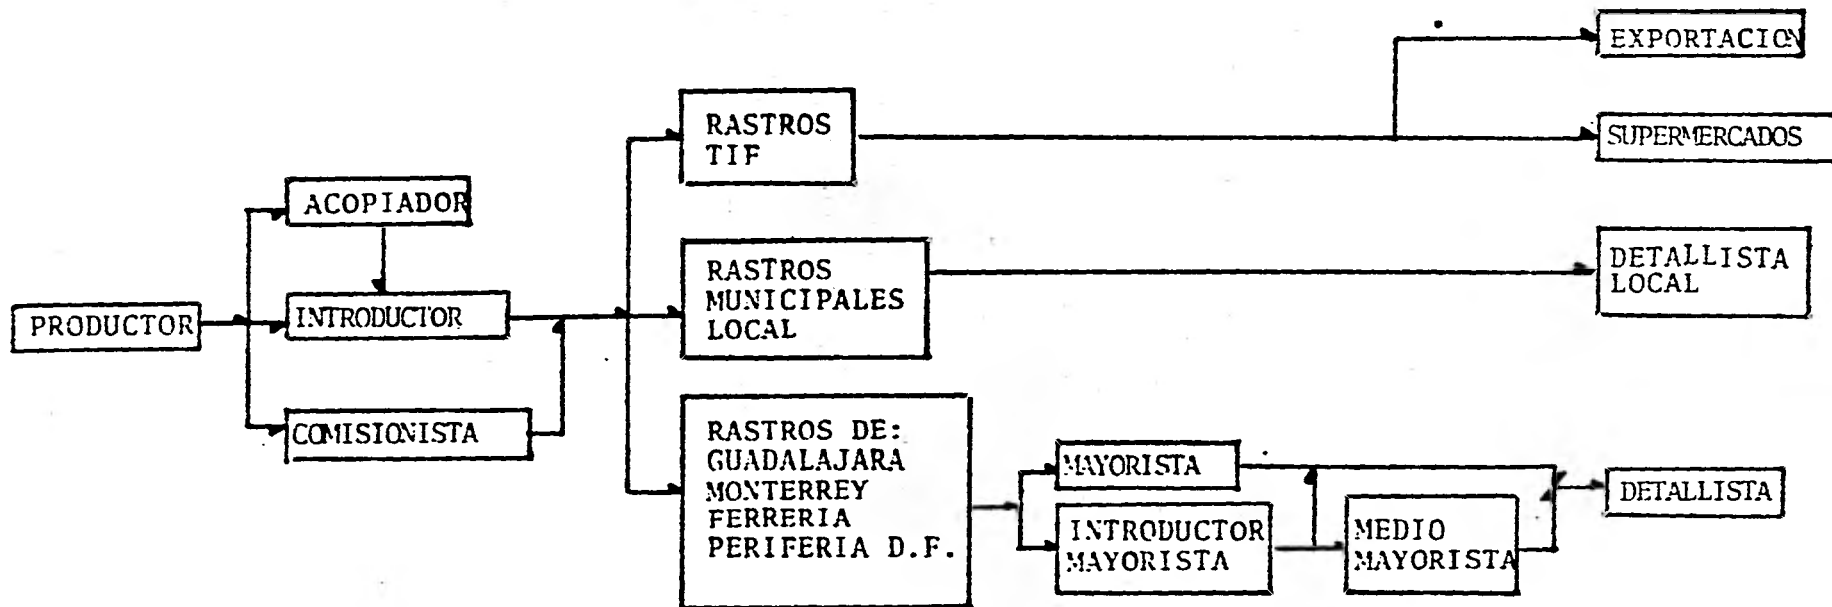 EXPORTACION
RASTROS
TIF
SUPERMERCADOS
ACOPIADOR
RASTROS
MUNICIPALES
LOCAL
DETALLISTA
LOCAL
PRODUCTOR
INTRODUCTOR
COMISIONISTA
RASTROS DE:
GUADALAJARA
MONTERREY
FERRERIA
PERIFERIA D.F.
MAYORISTA
INTRODUCTOR
MAYORISTA
MEDIO
MAYORISTA
DETALLISTA